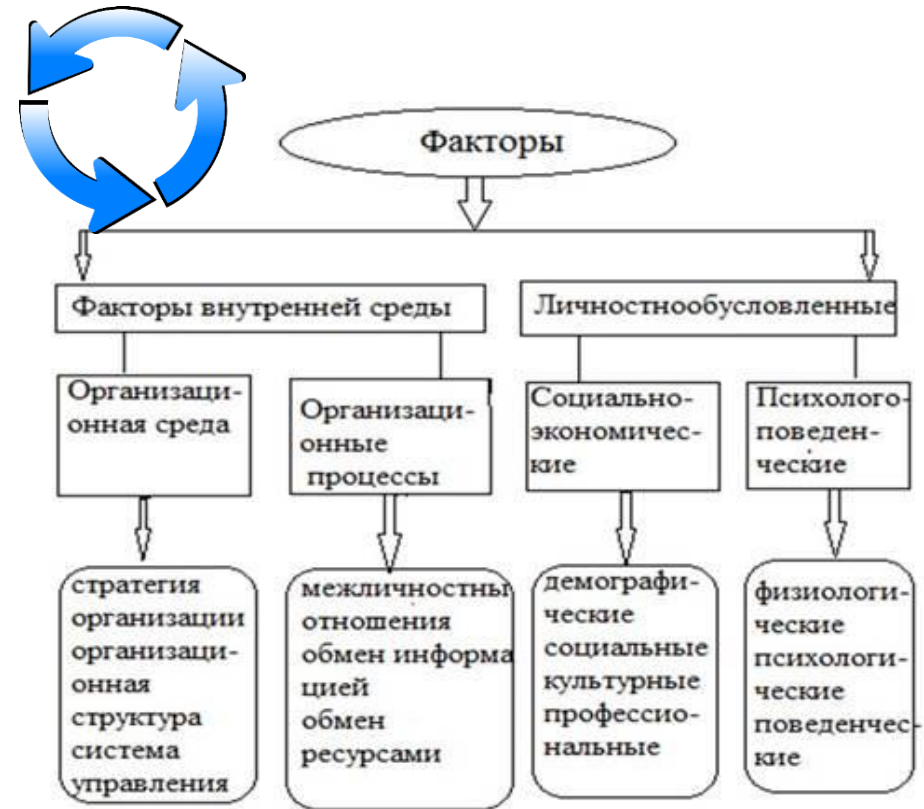 Факторы
Факторы внутренней среды
Личностнообусловленные
Организаци-
онная среда
Организаци-
онные
процессы
Социально-
экономичес-
кие
Психолого-
поведен-
ческие
стратегия
организации
организаци-
онная
структура
система
управления
межличностны
отношения
обмен информа
цией
обмен
ресурсами
демографи-
ческие
социальные
культурные
профессио-
нальные
физиологи-
ческие
психологи-
ческие
поведенчес-
кие